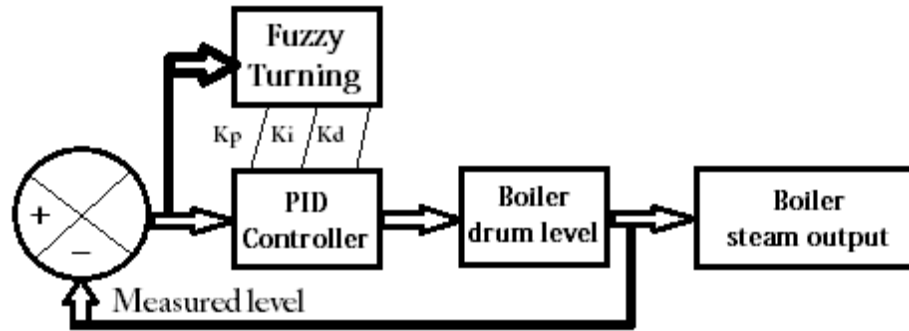 Fuzzy
Turning
Kp Ki Kd
+
−
PID
Controller
Boiler
drum level
Boiler
steam output
Measured level